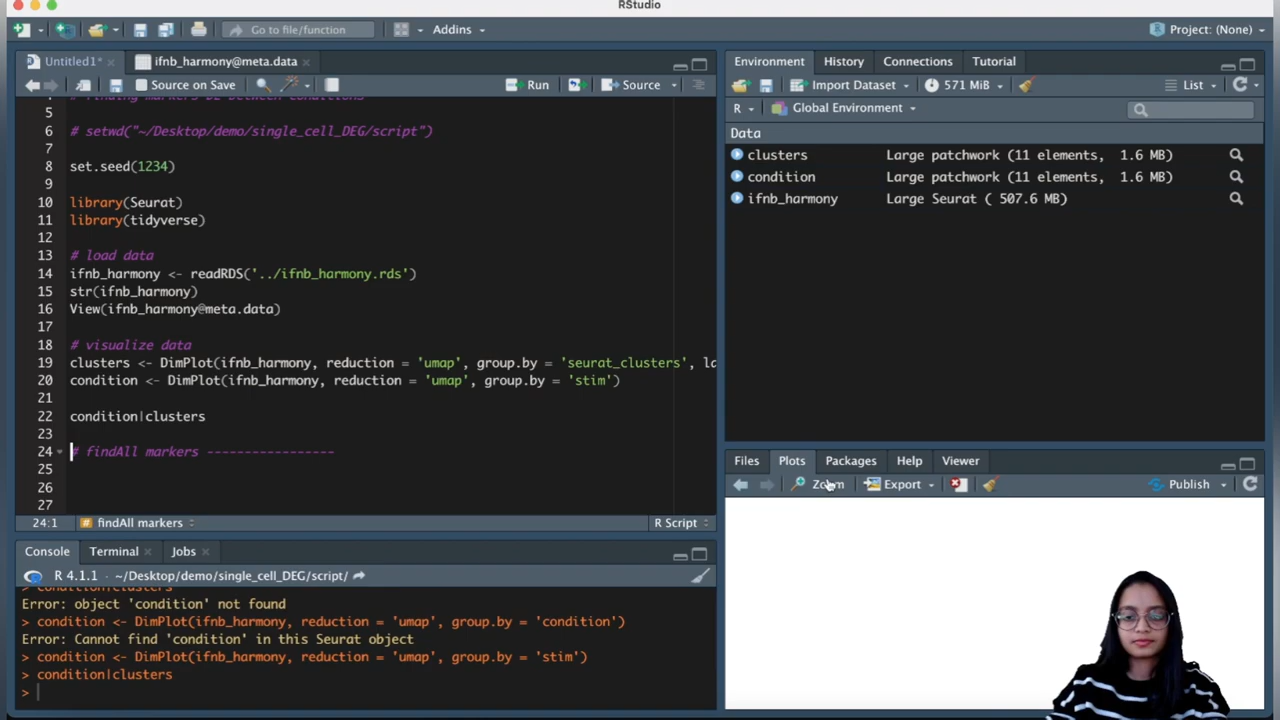 RStudio
Go to file/function
Addins
Project: (None)
Untitled1*
ifnb_harmony@meta.data
Source on Save
Run
Source
4 # finding markers DE between conditions
5
6 # setwd("~/Desktop/demo/single_cell_DEG/script")
7
8 set.seed(1234)
9
10 library(Seurat)
11 library(tidyverse)
12
13 # load data
14 ifnb_harmony <- readRDS('../ifnb_harmony.rds')
15 str(ifnb_harmony)
16 View(ifnb_harmony@meta.data)
17
18 # visualize data
19 clusters <- DimPlot(ifnb_harmony, reduction = 'umap', group.by = 'seurat_clusters', la
20 condition <- DimPlot(ifnb_harmony, reduction = 'umap', group.by = 'stim')
21
22 condition|clusters
23
24 # findAll markers -----------------
25
26
27
24:1 # findAll markers
R Script
Console
Terminal
Jobs
R 4.1.1 · ~/Desktop/demo/single_cell_DEG/script/
> condition|clusters
Error: object 'condition' not found
> condition <- DimPlot(ifnb_harmony, reduction = 'umap', group.by = 'condition')
Error: Cannot find 'condition' in this Seurat object
> condition <- DimPlot(ifnb_harmony, reduction = 'umap', group.by = 'stim')
> condition|clusters
>
Environment
History
Connections
Tutorial
Import Dataset
571 MiB
List
R
Global Environment
Data
clusters Large patchwork (11 elements, 1.6 MB)
condition Large patchwork (11 elements, 1.6 MB)
ifnb_harmony Large Seurat ( 507.6 MB)
Files
Plots
Packages
Help
Viewer
Zoom
Export
Publish